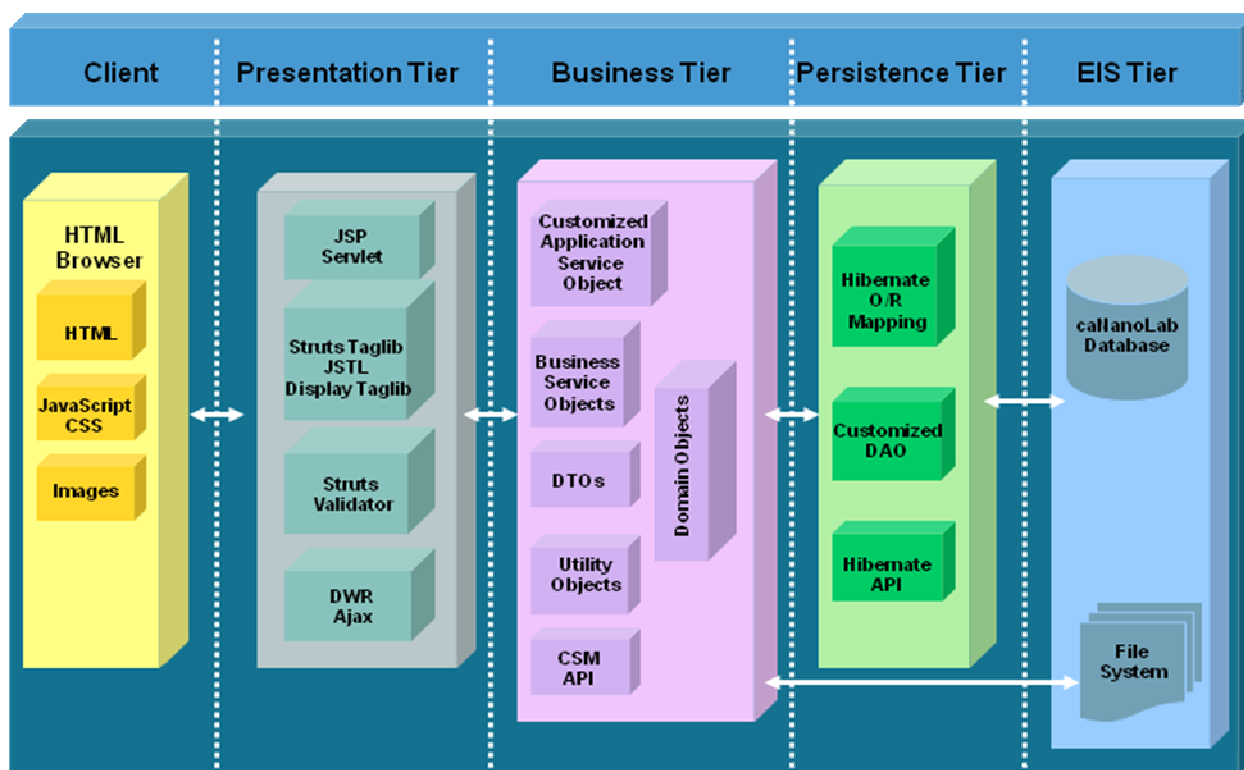 Client
Presentation Tier
Business Tier
Persistence Tier
EIS Tier
HTML
Browser
HTML
JavaScript
CSS
Images
JSP
Servlet
Struts Taglib
JSTL
Display Taglib
Struts
Validator
DWR
Ajax
Customized
Application
Service
Object
Business
Service
Objects
DTOs
Utility
Objects
CSM
API
Domain Objects
Hibernate
O/R
Mapping
Customized
DAO
Hibernate
API
caNanoLab
Database
File
System